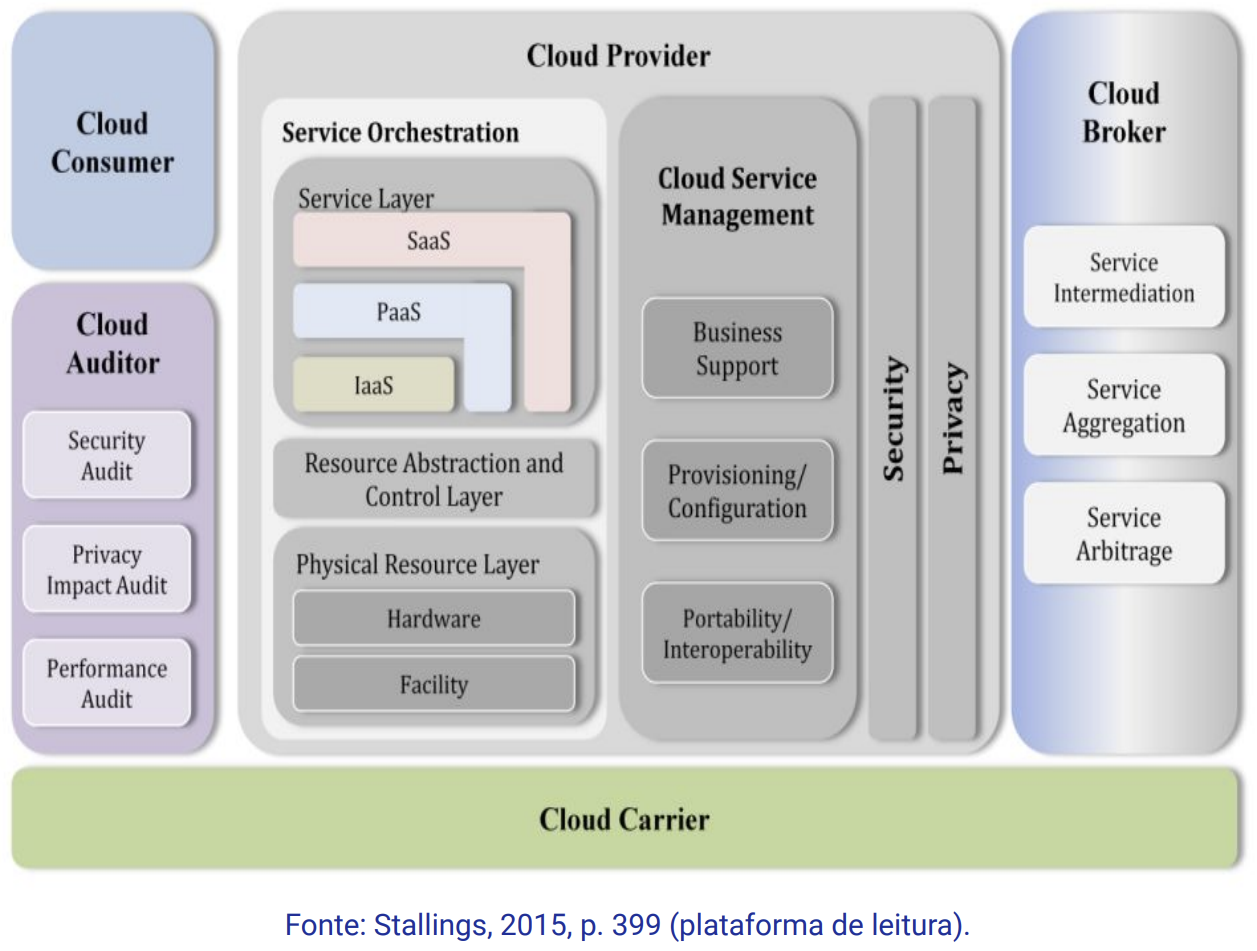 Cloud
Consumer
Cloud
Auditor
Security
Audit
Privacy
Impact Audit
Performance
Audit
Cloud Provider
Service Orchestration
Service Layer
SaaS
PaaS
IaaS
Resource Abstraction and
Control Layer
Physical Resource Layer
Hardware
Facility
Cloud Service
Management
Business
Support
Provisioning/
Configuration
Portability/
Interoperability
Security
Privacy
Cloud
Broker
Service
Intermediation
Service
Aggregation
Service
Arbitrage
Cloud Carrier
Fonte: Stallings, 2015, p. 399 (plataforma de leitura).